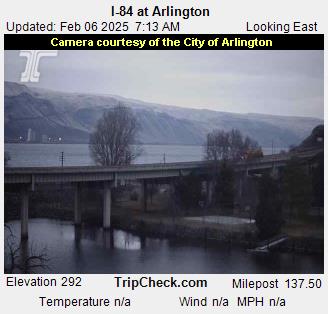 I-84 at Arlington
Updated: Feb 06 2025 7:13 AM Looking East
Camera courtesy of the City of Arlington
Elevation 292 TripCheck.com Milepost 137.50
Temperature n/a Wind n/a MPH n/a